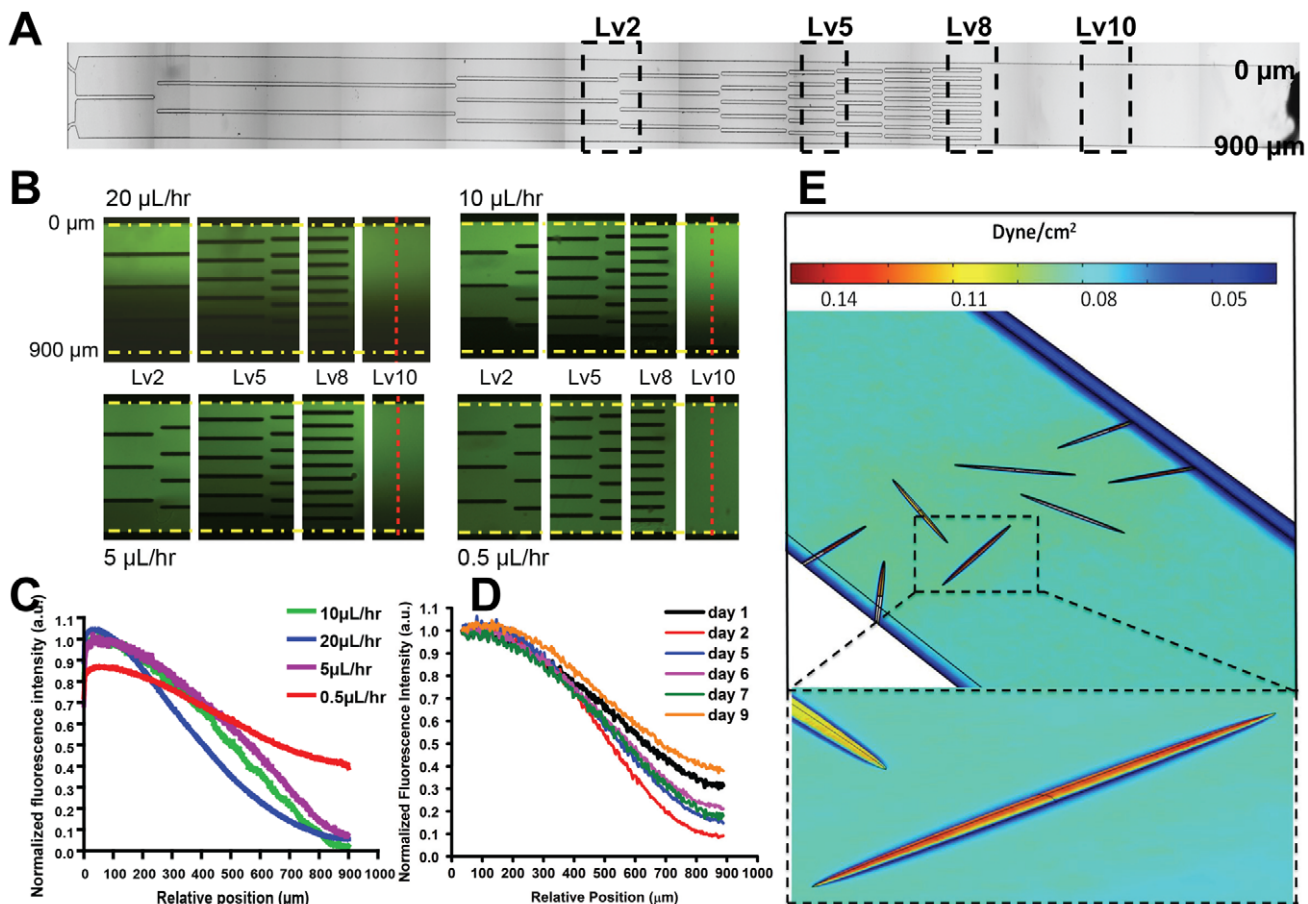 A
Lv2 Lv5 Lv8 Lv10
0 µm
900 µm
B
20 µL/hr 10 µL/hr
0 µm
900 µm
Lv2 Lv5 Lv8 Lv10 Lv2 Lv5 Lv8 Lv10
5 µL/hr 0.5 µL/hr
C
Normalized fluorescence intensity (a.u.)
1.1
1.0
0.9
0.8
0.7
0.6
0.5
0.4
0.3
0.2
0.1
0.0
0 100 200 300 400 500 600 700 800 900 1000
Relative position (µm)
10µL/hr
20µL/hr
5µL/hr
0.5µL/hr
D
Normalized Fluorescence Intensity (a.u.)
1.1
1.0
0.9
0.8
0.7
0.6
0.5
0.4
0.3
0.2
0.1
0.0
0 100 200 300 400 500 600 700 800 900 1000
Relative Position (µm)
day 1
day 2
day 5
day 6
day 7
day 9
E
Dyne/cm²
0.14 0.11 0.08 0.05